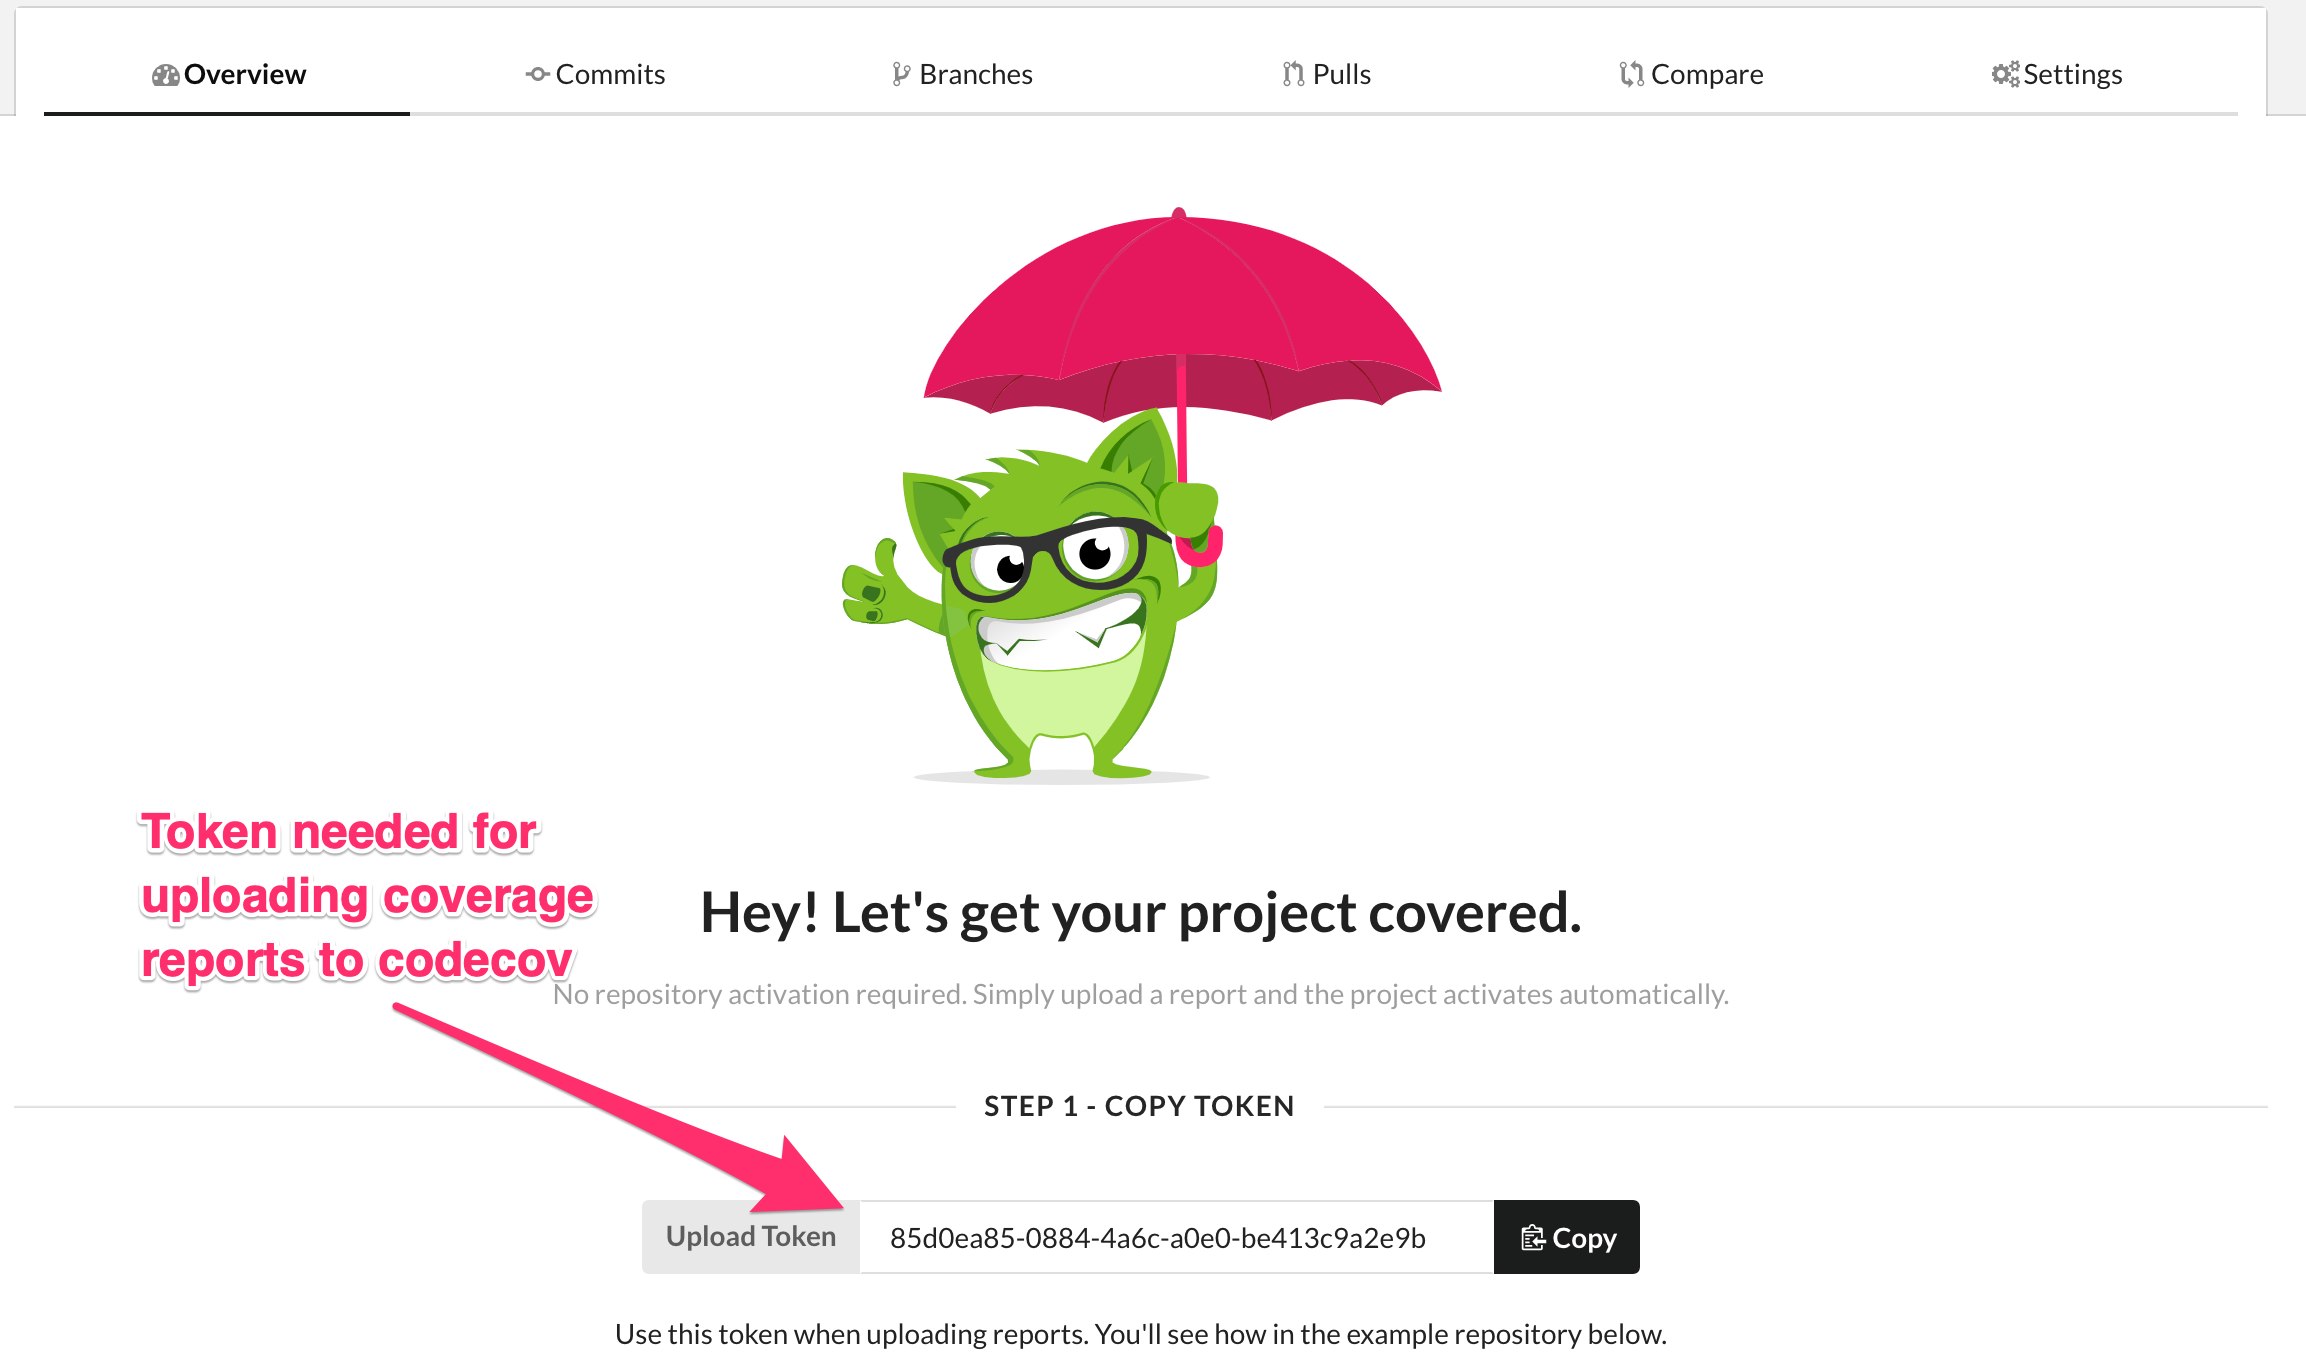 Overview
Commits
Branches
Pulls
Compare
Settings
Token needed for
uploading coverage
reports to codecov
Hey! Let's get your project covered.
No repository activation required. Simply upload a report and the project activates automatically.
STEP 1 - COPY TOKEN
Upload Token
85d0ea85-0884-4a6c-a0e0-be413c9a2e9b
Copy
Use this token when uploading reports. You'll see how in the example repository below.